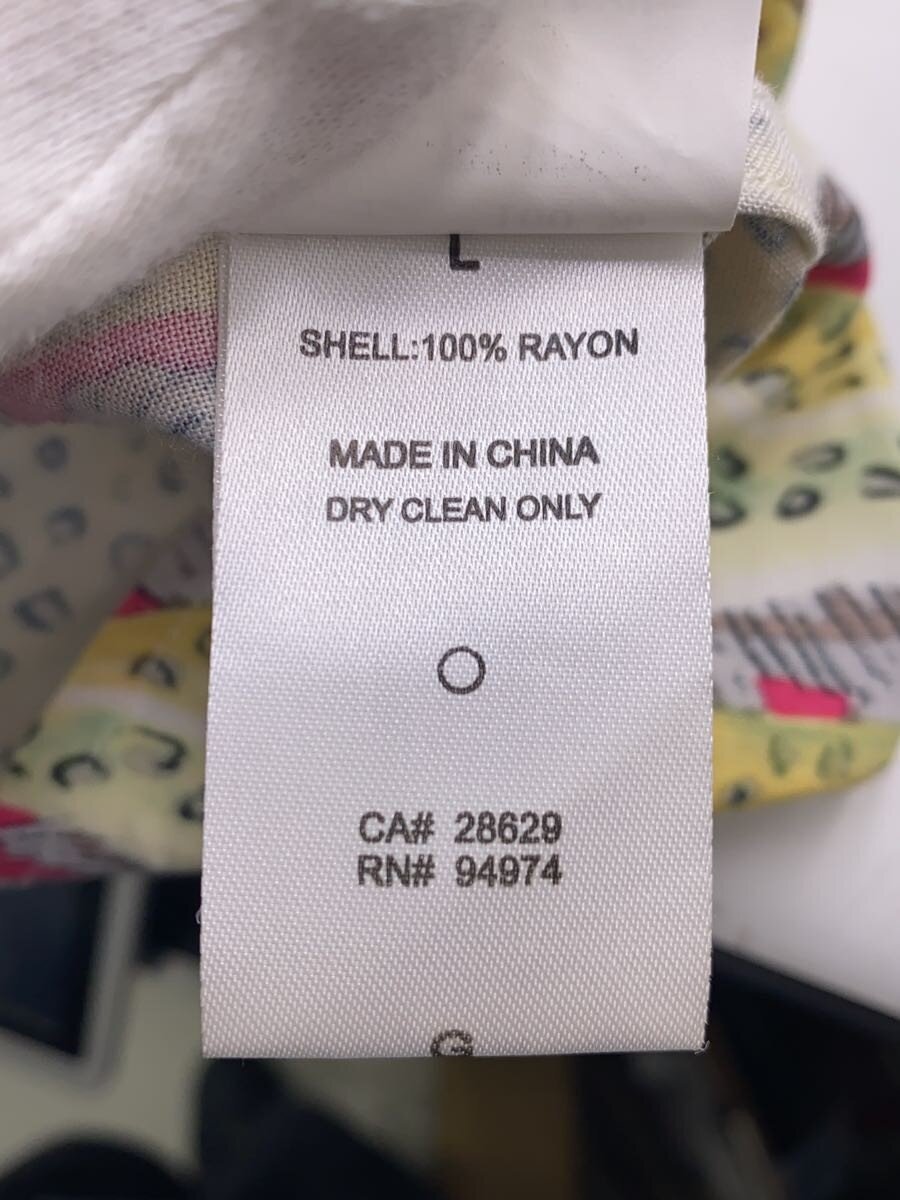 L
SHELL:100% RAYON
MADE IN CHINA
DRY CLEAN ONLY
CA# 28629
RN# 94974
G